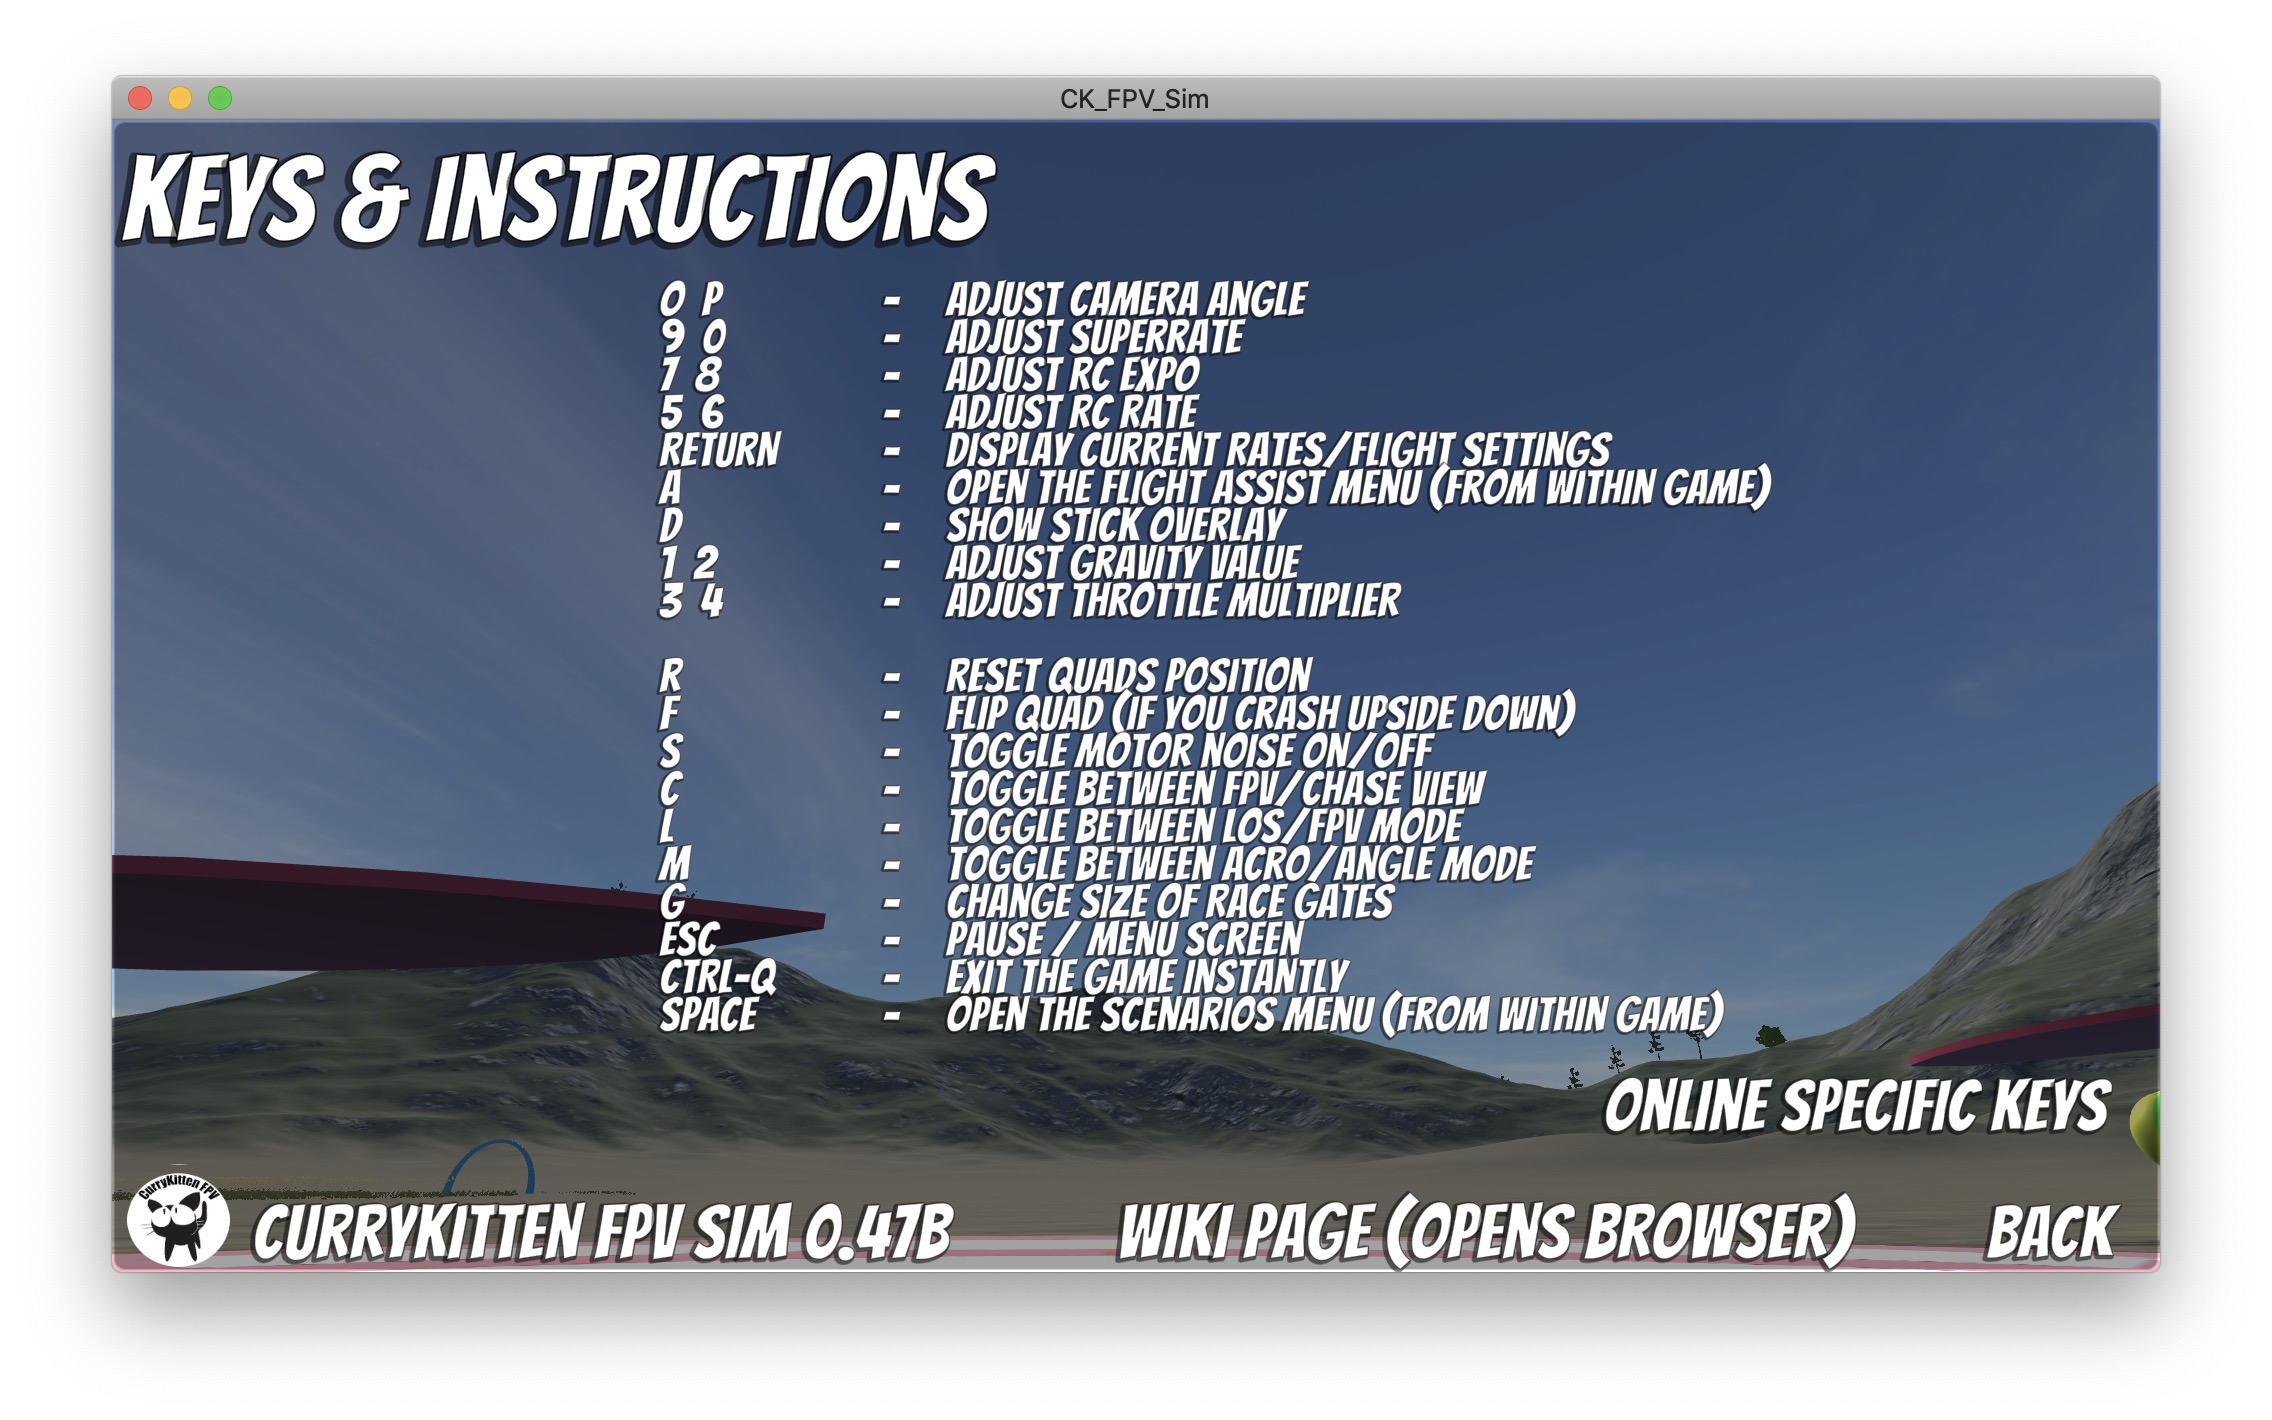 CK_FPV_Sim
KEYS & INSTRUCTIONS
O P - ADJUST CAMERA ANGLE
9 0 - ADJUST SUPERRATE
7 8 - ADJUST RC EXPO
5 6 - ADJUST RC RATE
RETURN - DISPLAY CURRENT RATES/FLIGHT SETTINGS
A - OPEN THE FLIGHT ASSIST MENU (FROM WITHIN GAME)
D - SHOW STICK OVERLAY
1 2 - ADJUST GRAVITY VALUE
3 4 - ADJUST THROTTLE MULTIPLIER
R - RESET QUADS POSITION
F - FLIP QUAD (IF YOU CRASH UPSIDE DOWN)
S - TOGGLE MOTOR NOISE ON/OFF
C - TOGGLE BETWEEN FPV/CHASE VIEW
L - TOGGLE BETWEEN LOS/FPV MODE
M - TOGGLE BETWEEN ACRO/ANGLE MODE
G - CHANGE SIZE OF RACE GATES
ESC - PAUSE / MENU SCREEN
CTRL-Q - EXIT THE GAME INSTANTLY
SPACE - OPEN THE SCENARIOS MENU (FROM WITHIN GAME)
ONLINE SPECIFIC KEYS
CurryKitten FPV
CURRYKITTEN FPV SIM 0.47B
WIKI PAGE (OPENS BROWSER)
BACK